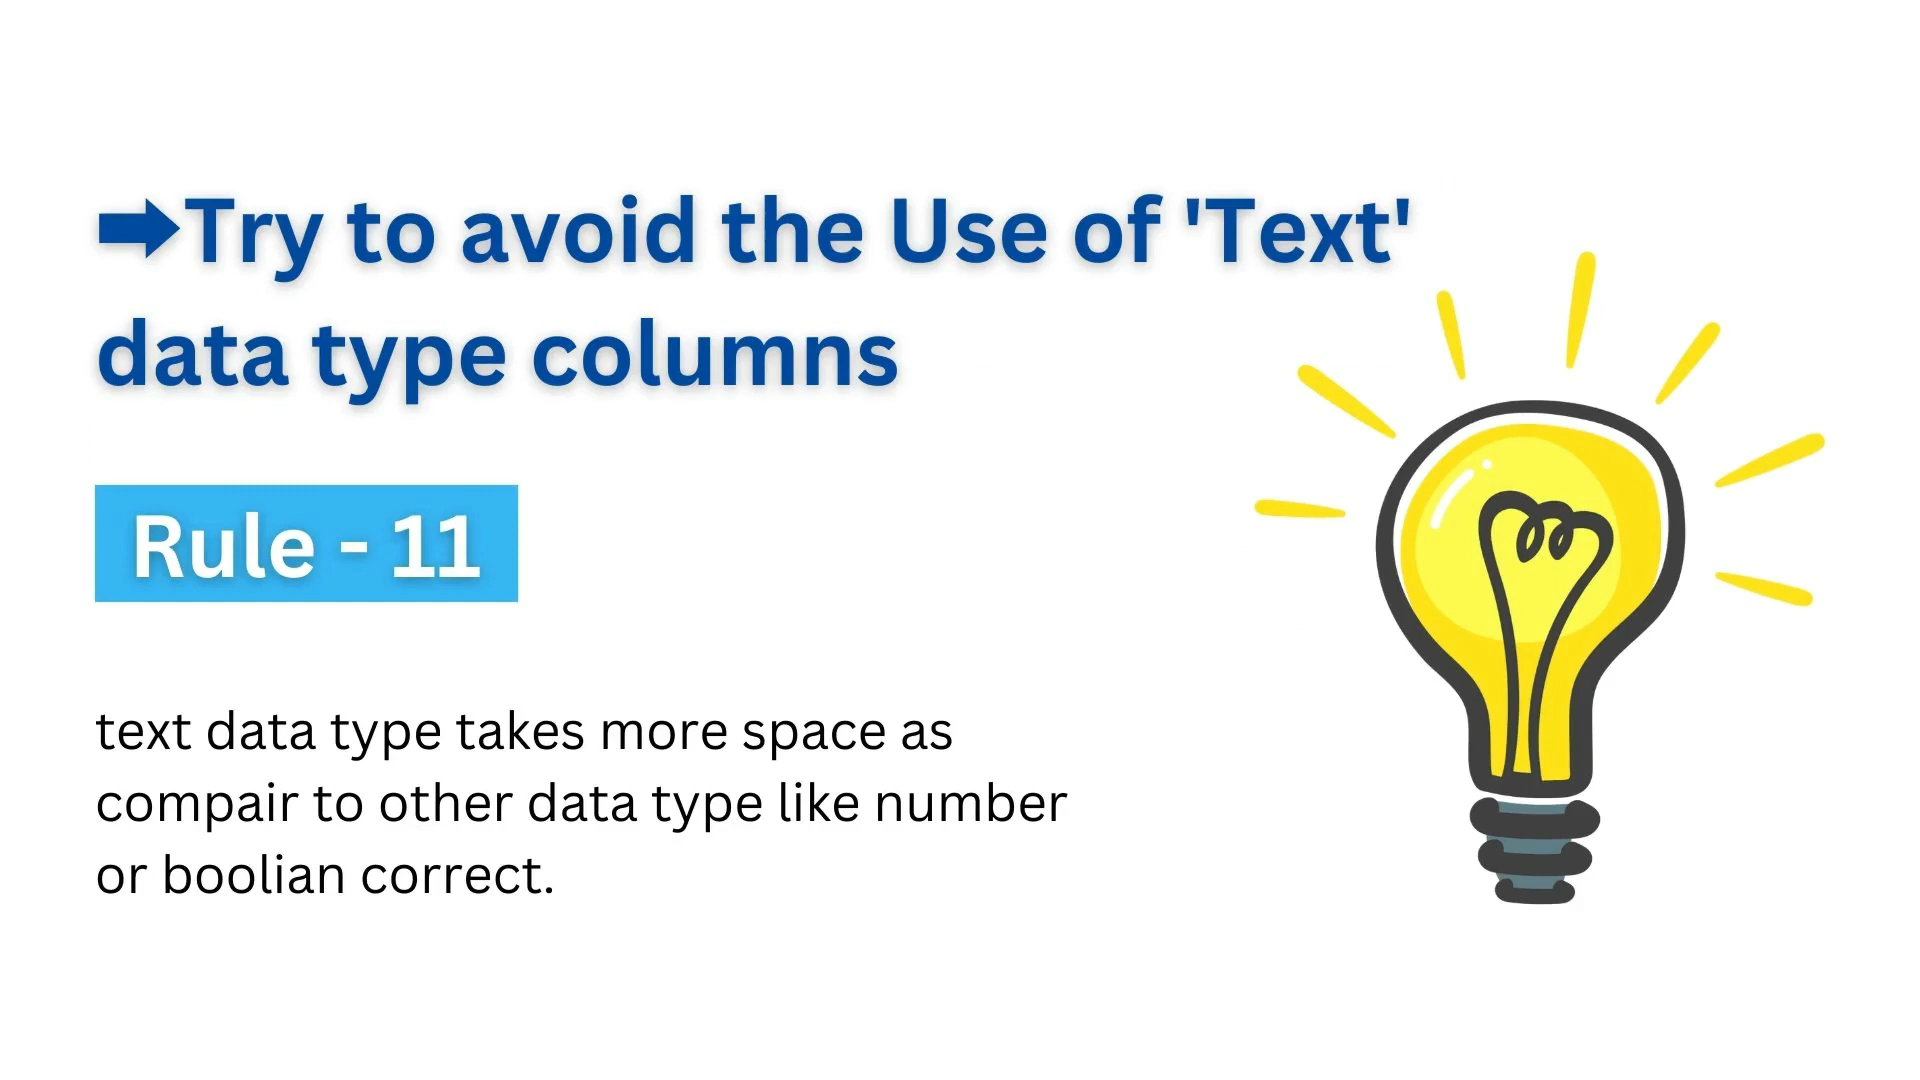 ➡Try to avoid the Use of 'Text'
data type columns
Rule - 11
text data type takes more space as
compair to other data type like number
or boolian correct.